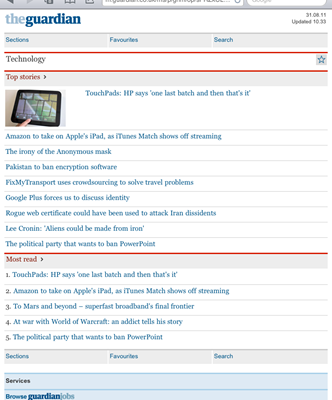 Google
theguardian
31.08.11
Updated 10.33
Sections Favourites Search
Technology
Top stories >
TouchPads: HP says 'one last batch and then that's it'
Amazon to take on Apple's iPad, as iTunes Match shows off streaming
The irony of the Anonymous mask
Pakistan to ban encryption software
FixMyTransport uses crowdsourcing to solve travel problems
Google Plus forces us to discuss identity
Rogue web certificate could have been used to attack Iran dissidents
Lee Cronin: 'Aliens could be made from iron'
The political party that wants to ban PowerPoint
Most read >
1. TouchPads: HP says 'one last batch and then that's it'
2. Amazon to take on Apple's iPad, as iTunes Match shows off streaming
3. To Mars and beyond – superfast broadband's final frontier
4. At war with World of Warcraft: an addict tells his story
5. The political party that wants to ban PowerPoint
Sections Favourites Search
Services
Browse guardianjobs